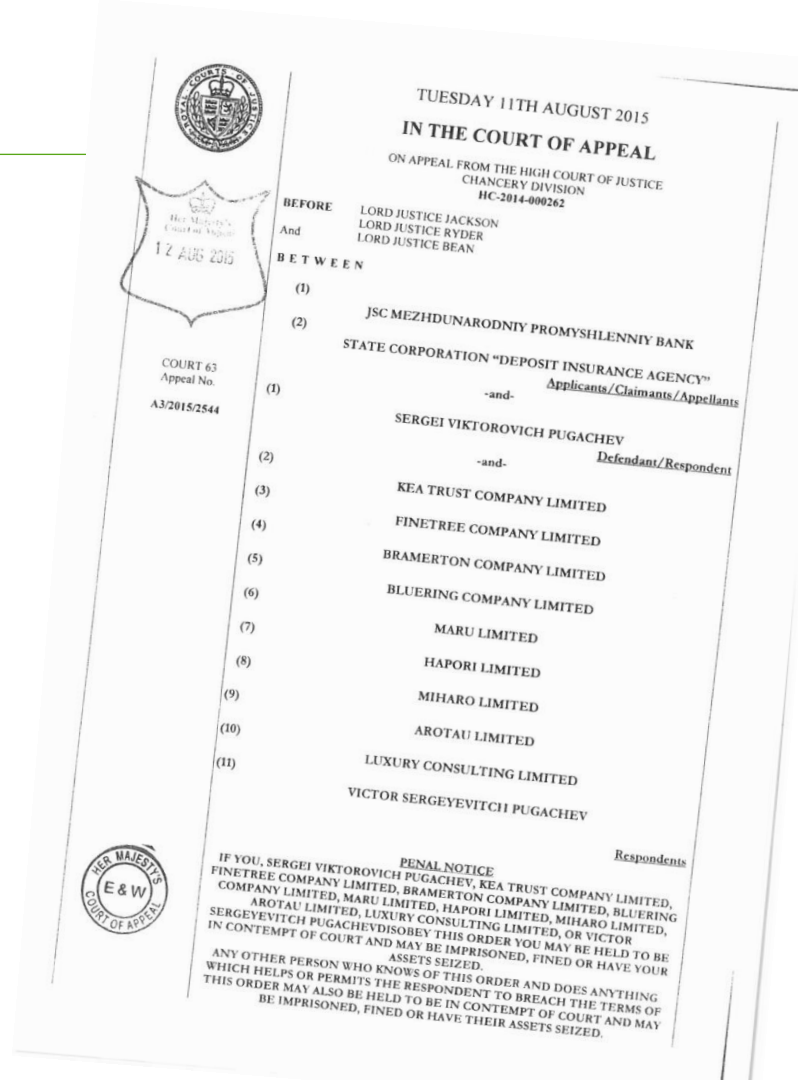 ROYAL COURTS OF JUSTICE
TUESDAY 11TH AUGUST 2015
IN THE COURT OF APPEAL
ON APPEAL FROM THE HIGH COURT OF JUSTICE
CHANCERY DIVISION
HC-2014-000262
Her Majesty's
Court of Appeal
12 AUG 2015
BEFORE LORD JUSTICE JACKSON
And LORD JUSTICE RYDER
LORD JUSTICE BEAN
B E T W E E N
(1)
JSC MEZHDUNARODNIY PROMYSHLENNIY BANK
(2)
STATE CORPORATION “DEPOSIT INSURANCE AGENCY”
Applicants/Claimants/Appellants
COURT 63
Appeal No.
A3/2015/2544
(1)
-and-
SERGEI VIKTOROVICH PUGACHEV
Defendant/Respondent
(2)
-and-
KEA TRUST COMPANY LIMITED
(3)
FINETREE COMPANY LIMITED
(4)
BRAMERTON COMPANY LIMITED
(5)
BLUERING COMPANY LIMITED
(6)
MARU LIMITED
(7)
HAPORI LIMITED
(8)
MIHARO LIMITED
(9)
AROTAU LIMITED
(10)
LUXURY CONSULTING LIMITED
(11)
VICTOR SERGEYEVITCH PUGACHEV
Respondents
HER MAJESTY'S
E & W
COURT OF APPEAL
PENAL NOTICE
IF YOU, SERGEI VIKTOROVICH PUGACHEV, KEA TRUST COMPANY LIMITED,
FINETREE COMPANY LIMITED, BRAMERTON COMPANY LIMITED, BLUERING
COMPANY LIMITED, MARU LIMITED, HAPORI LIMITED, MIHARO LIMITED,
AROTAU LIMITED, LUXURY CONSULTING LIMITED, OR VICTOR
SERGEYEVITCH PUGACHEVDISOBEY THIS ORDER YOU MAY BE HELD TO BE
IN CONTEMPT OF COURT AND MAY BE IMPRISONED, FINED OR HAVE YOUR
ASSETS SEIZED.
ANY OTHER PERSON WHO KNOWS OF THIS ORDER AND DOES ANYTHING
WHICH HELPS OR PERMITS THE RESPONDENT TO BREACH THE TERMS OF
THIS ORDER MAY ALSO BE HELD TO BE IN CONTEMPT OF COURT AND MAY
BE IMPRISONED, FINED OR HAVE THEIR ASSETS SEIZED.